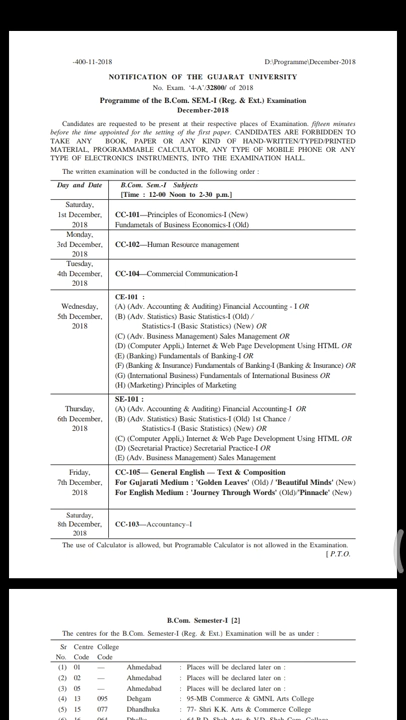 -400-11-2018 D:\Programme\December-2018
NOTIFICATION OF THE GUJARAT UNIVERSITY
No. Exam. '4-A'/32800/ of 2018
Programme of the B.Com. SEM.-I (Reg. & Ext.) Examination
December-2018
Candidates are requested to be present at their respective places of Examination. fifteen minutes
before the time appointed for the setting of the first paper. CANDIDATES ARE FORBIDDEN TO
TAKE ANY BOOK, PAPER OR ANY KIND OF HAND-WRITTEN/TYPED/PRINTED
MATERIAL, PROGRAMMABLE CALCULATOR, ANY TYPE OF MOBILE PHONE OR ANY
TYPE OF ELECTRONICS INSTRUMENTS, INTO THE EXAMINATION HALL.
The written examination will be conducted in the following order :
Day and Date B.Com. Sem.-I Subjects
[Time : 12-00 Noon to 2-30 p.m.]
Saturday,
1st December, CC-101—Principles of Economics-I (New)
2018 Fundametals of Business Economics-I (Old)
Monday,
3rd December, CC-102—Human Resource management
2018
Tuesday,
4th December, CC-104—Commercial Communication-I
2018
CE-101 :
Wednesday, (A) (Adv. Accounting & Auditing) Financial Accounting - I OR
5th December, (B) (Adv. Statistics) Basic Statistics-I (Old) /
2018 Statistics-I (Basic Statistics) (New) OR
(C) (Adv. Business Management) Sales Management OR
(D) (Computer Appli,) Internet & Web Page Development Using HTML OR
(E) (Banking) Fundamentals of Banking-I OR
(F) (Banking & Insurance) Fundamentals of Banking-I (Banking & Insurance) OR
(G) (International Business) Fundamentals of International Business OR
(H) (Marketing) Principles of Marketing
SE-101 :
Thursday, (A) (Adv. Accounting & Auditing) Financial Accounting-I OR
6th December, (B) (Adv. Statistics) Basic Statistics-I (Old) 1st Chance /
2018 Statistics-I (Basic Statistics) (New) OR
(C) (Computer Appli,) Internet & Web Page Development Using HTML OR
(D) (Secretarial Practice) Secretarial Practice-I OR
(E) (Adv. Business Management) Sales Management
Friday, CC-105— General English — Text & Composition
7th December, For Gujarati Medium : 'Golden Leaves' (Old) / 'Beautiful Minds' (New)
2018 For English Medium : 'Journey Through Words' (Old)/'Pinnacle' (New)
Saturday,
8th December, CC-103—Accountancy–I
2018
The use of Calculator is allowed, but Programable Calculator is not allowed in the Examination.
[ P.T.O.
B.Com. Semester-I [2]
The centres for the B.Com. Semester-I (Reg. & Ext.) Examination will be as under :
Sr Centre College
No. Code Code
(1) 01 — Ahmedabad : Places will be declared later on :
(2) 02 — Ahmedabad : Places will be declared later on :
(3) 05 — Ahmedabad : Places will be declared later on :
(4) 13 095 Dehgam : 95-MB Commerce & GMNL Arts College
(5) 15 077 Dhandhuka : 77- Shri K.K. Arts & Commerce College